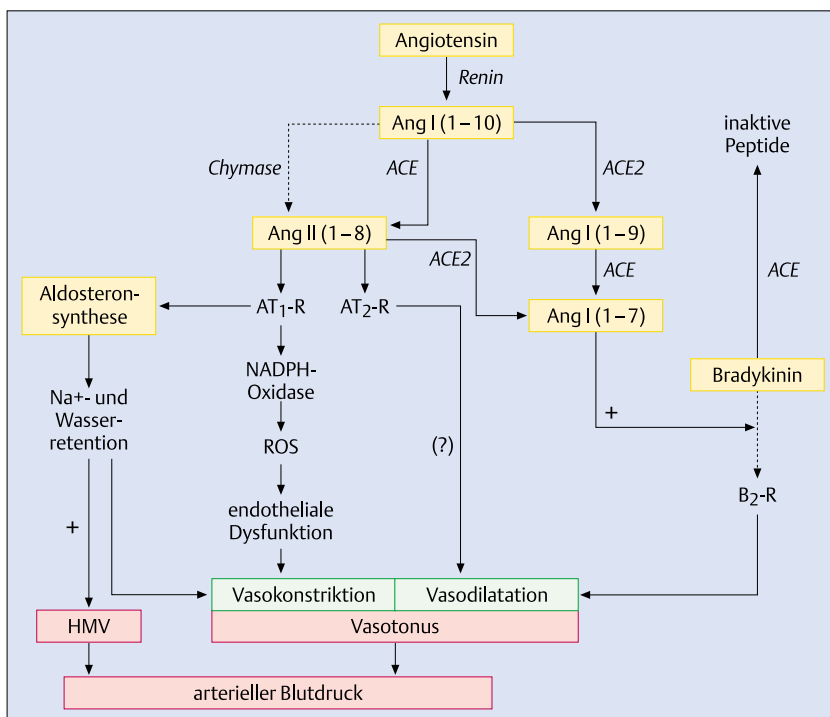 Angiotensin
Renin
Ang I (1–10)
inaktive
Peptide
Chymase
ACE
ACE2
Ang II (1–8)
Ang I (1–9)
ACE2
ACE
ACE
Aldosteron-
synthese
AT1-R
AT2-R
Ang I (1–7)
NADPH-
Oxidase
Bradykinin
Na+- und
Wasser-
retention
+
ROS
(?)
B2-R
endotheliale
Dysfunktion
+
Vasokonstriktion
Vasodilatation
HMV
Vasotonus
arterieller Blutdruck